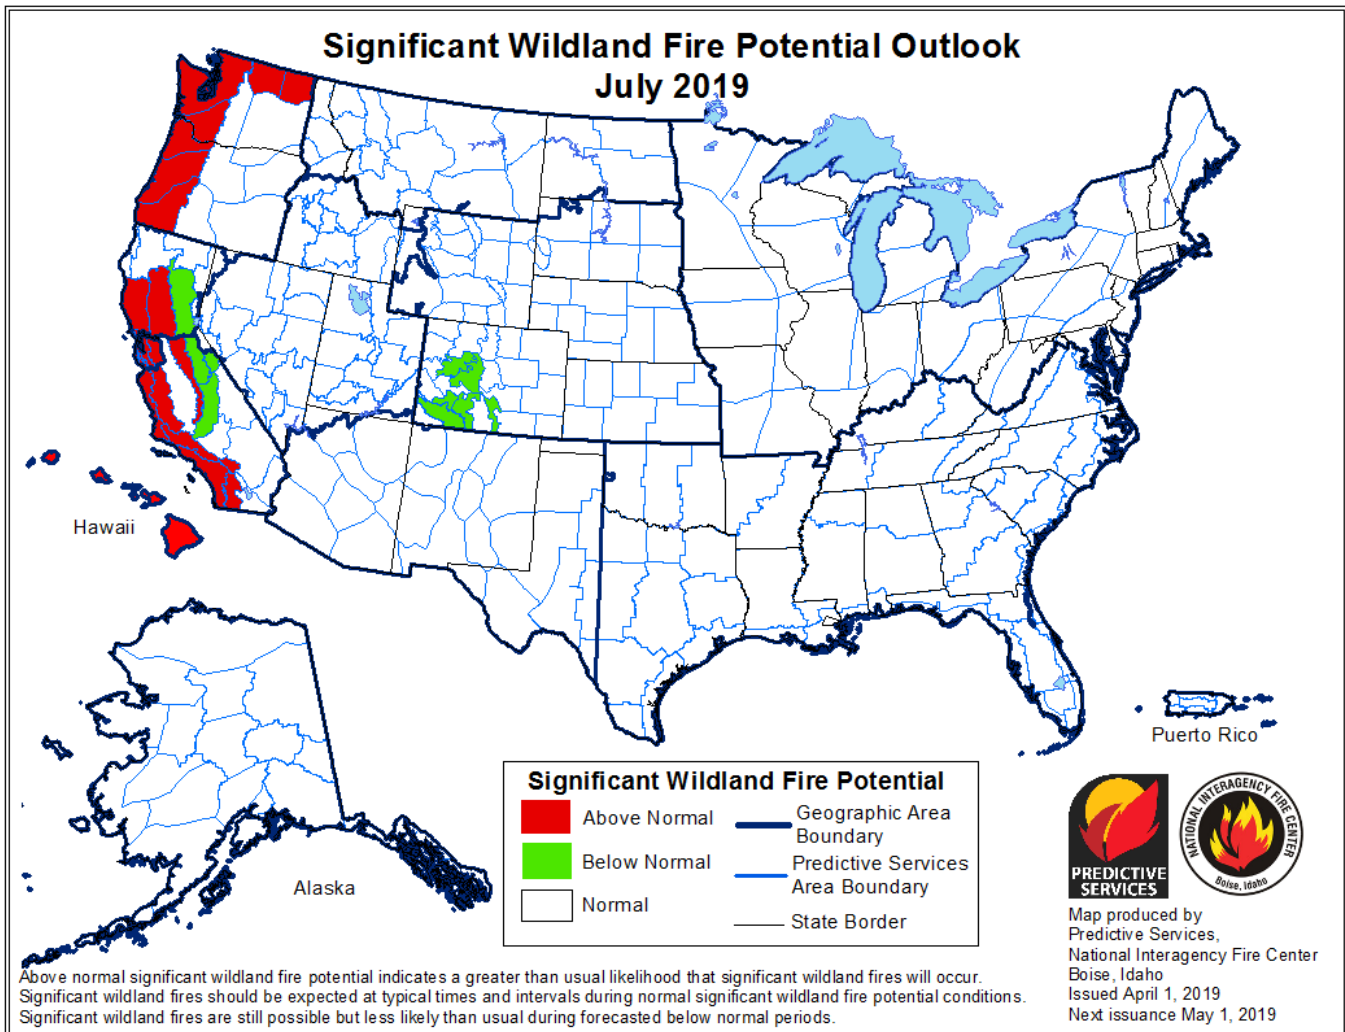 Significant Wildland Fire Potential Outlook
July 2019
Hawaii
Alaska
Puerto Rico
Significant Wildland Fire Potential
Above Normal
Below Normal
Normal
Geographic Area
Boundary
Predictive Services
Area Boundary
State Border
PREDICTIVE
SERVICES
NATIONAL INTERAGENCY FIRE CENTER
Boise, Idaho
Map produced by
Predictive Services,
National Interagency Fire Center
Boise, Idaho
Issued April 1, 2019
Next issuance May 1, 2019
Above normal significant wildland fire potential indicates a greater than usual likelihood that significant wildland fires will occur.
Significant wildland fires should be expected at typical times and intervals during normal significant wildland fire potential conditions.
Significant wildland fires are still possible but less likely than usual during forecasted below normal periods.